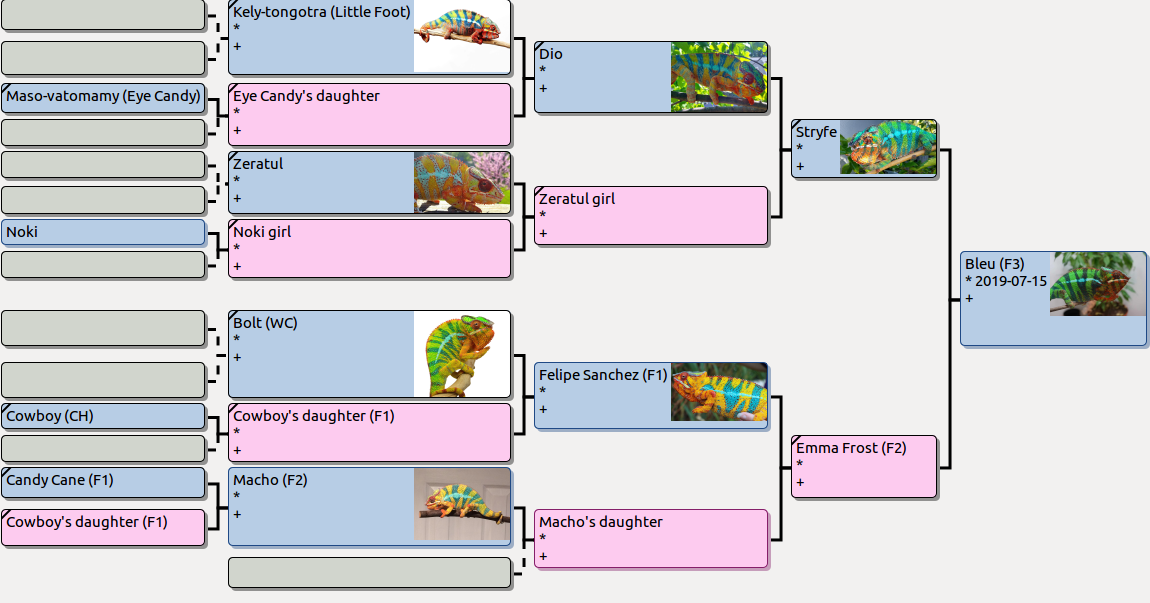 Kely-tongotra (Little Foot)
*
+
Maso-vatomamy (Eye Candy)
Eye Candy's daughter
*
+
Dio
*
+
Zeratul
*
+
Noki
Noki girl
*
+
Zeratul girl
*
+
Stryfe
*
+
Bleu (F3)
* 2019-07-15
+
Bolt (WC)
*
+
Cowboy (CH)
Cowboy's daughter (F1)
*
+
Felipe Sanchez (F1)
*
+
Candy Cane (F1)
Cowboy's daughter (F1)
Macho (F2)
*
+
Macho's daughter
*
+
Emma Frost (F2)
*
+